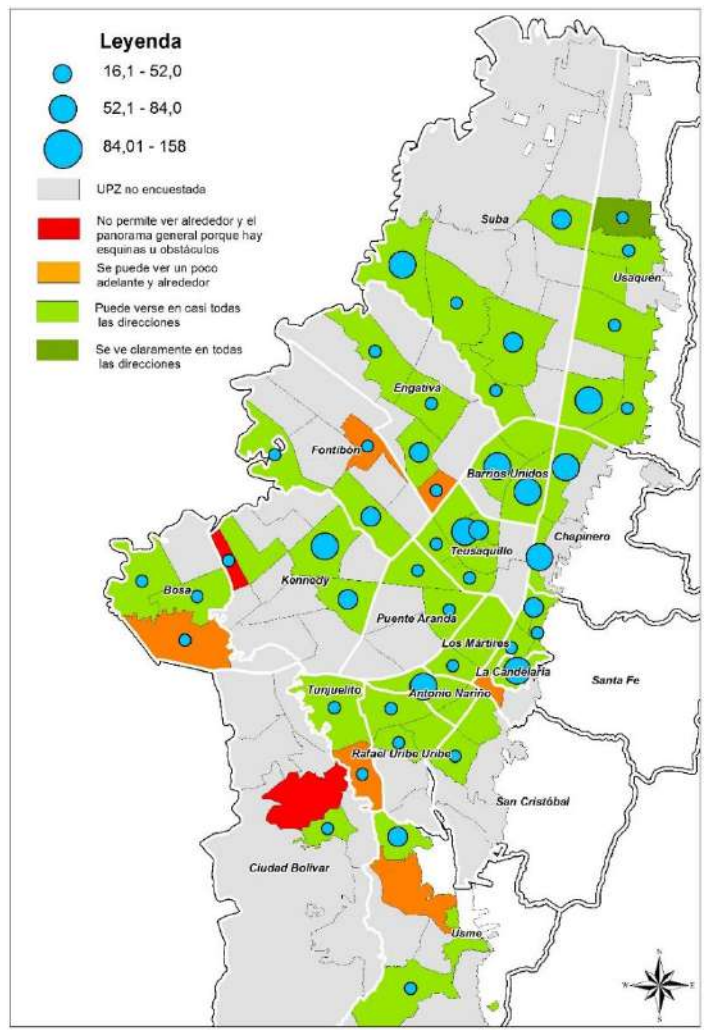 Leyenda
16,1 - 52,0
52,1 - 84,0
84,01 - 158
UPZ no encuestada
No permite ver alrededor y el
panorama general porque hay
esquinas u obstáculos
Se puede ver un poco
adelante y alrededor
Puede verse en casi todas
las direcciones
Se ve claramente en todas
las direcciones
Suba
Usaquén
Engativa
Fontibón
Barrios Unidos
Chapinero
Teusaquillo
Bosa
Kennedy
Puente Aranda
Los Mártires
La Candelaria
Santa Fe
Tunjuelito
Antonio Nariño
Rafael Uribe Uribe
San Cristóbal
Ciudad Bolívar
Usme
N
W
E
S